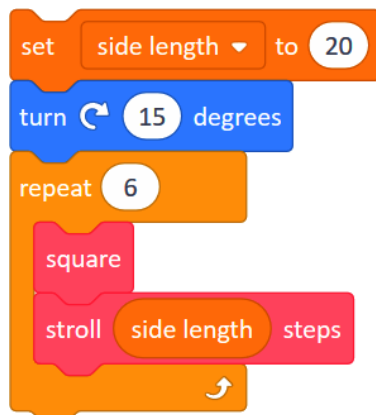 set side length to 20
turn 15 degrees
repeat 6
square
stroll side length steps